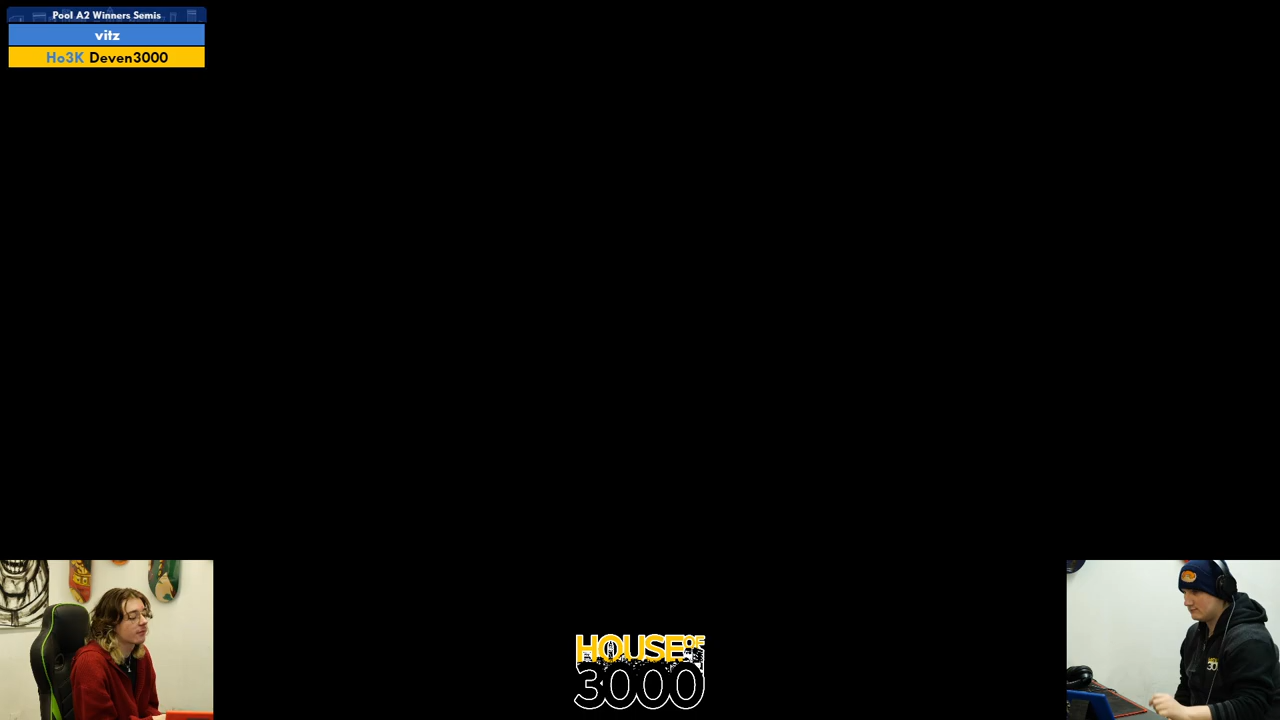 Pool A2 Winners Semis
vitz
Ho3K Deven3000
HOUSE OF
3000